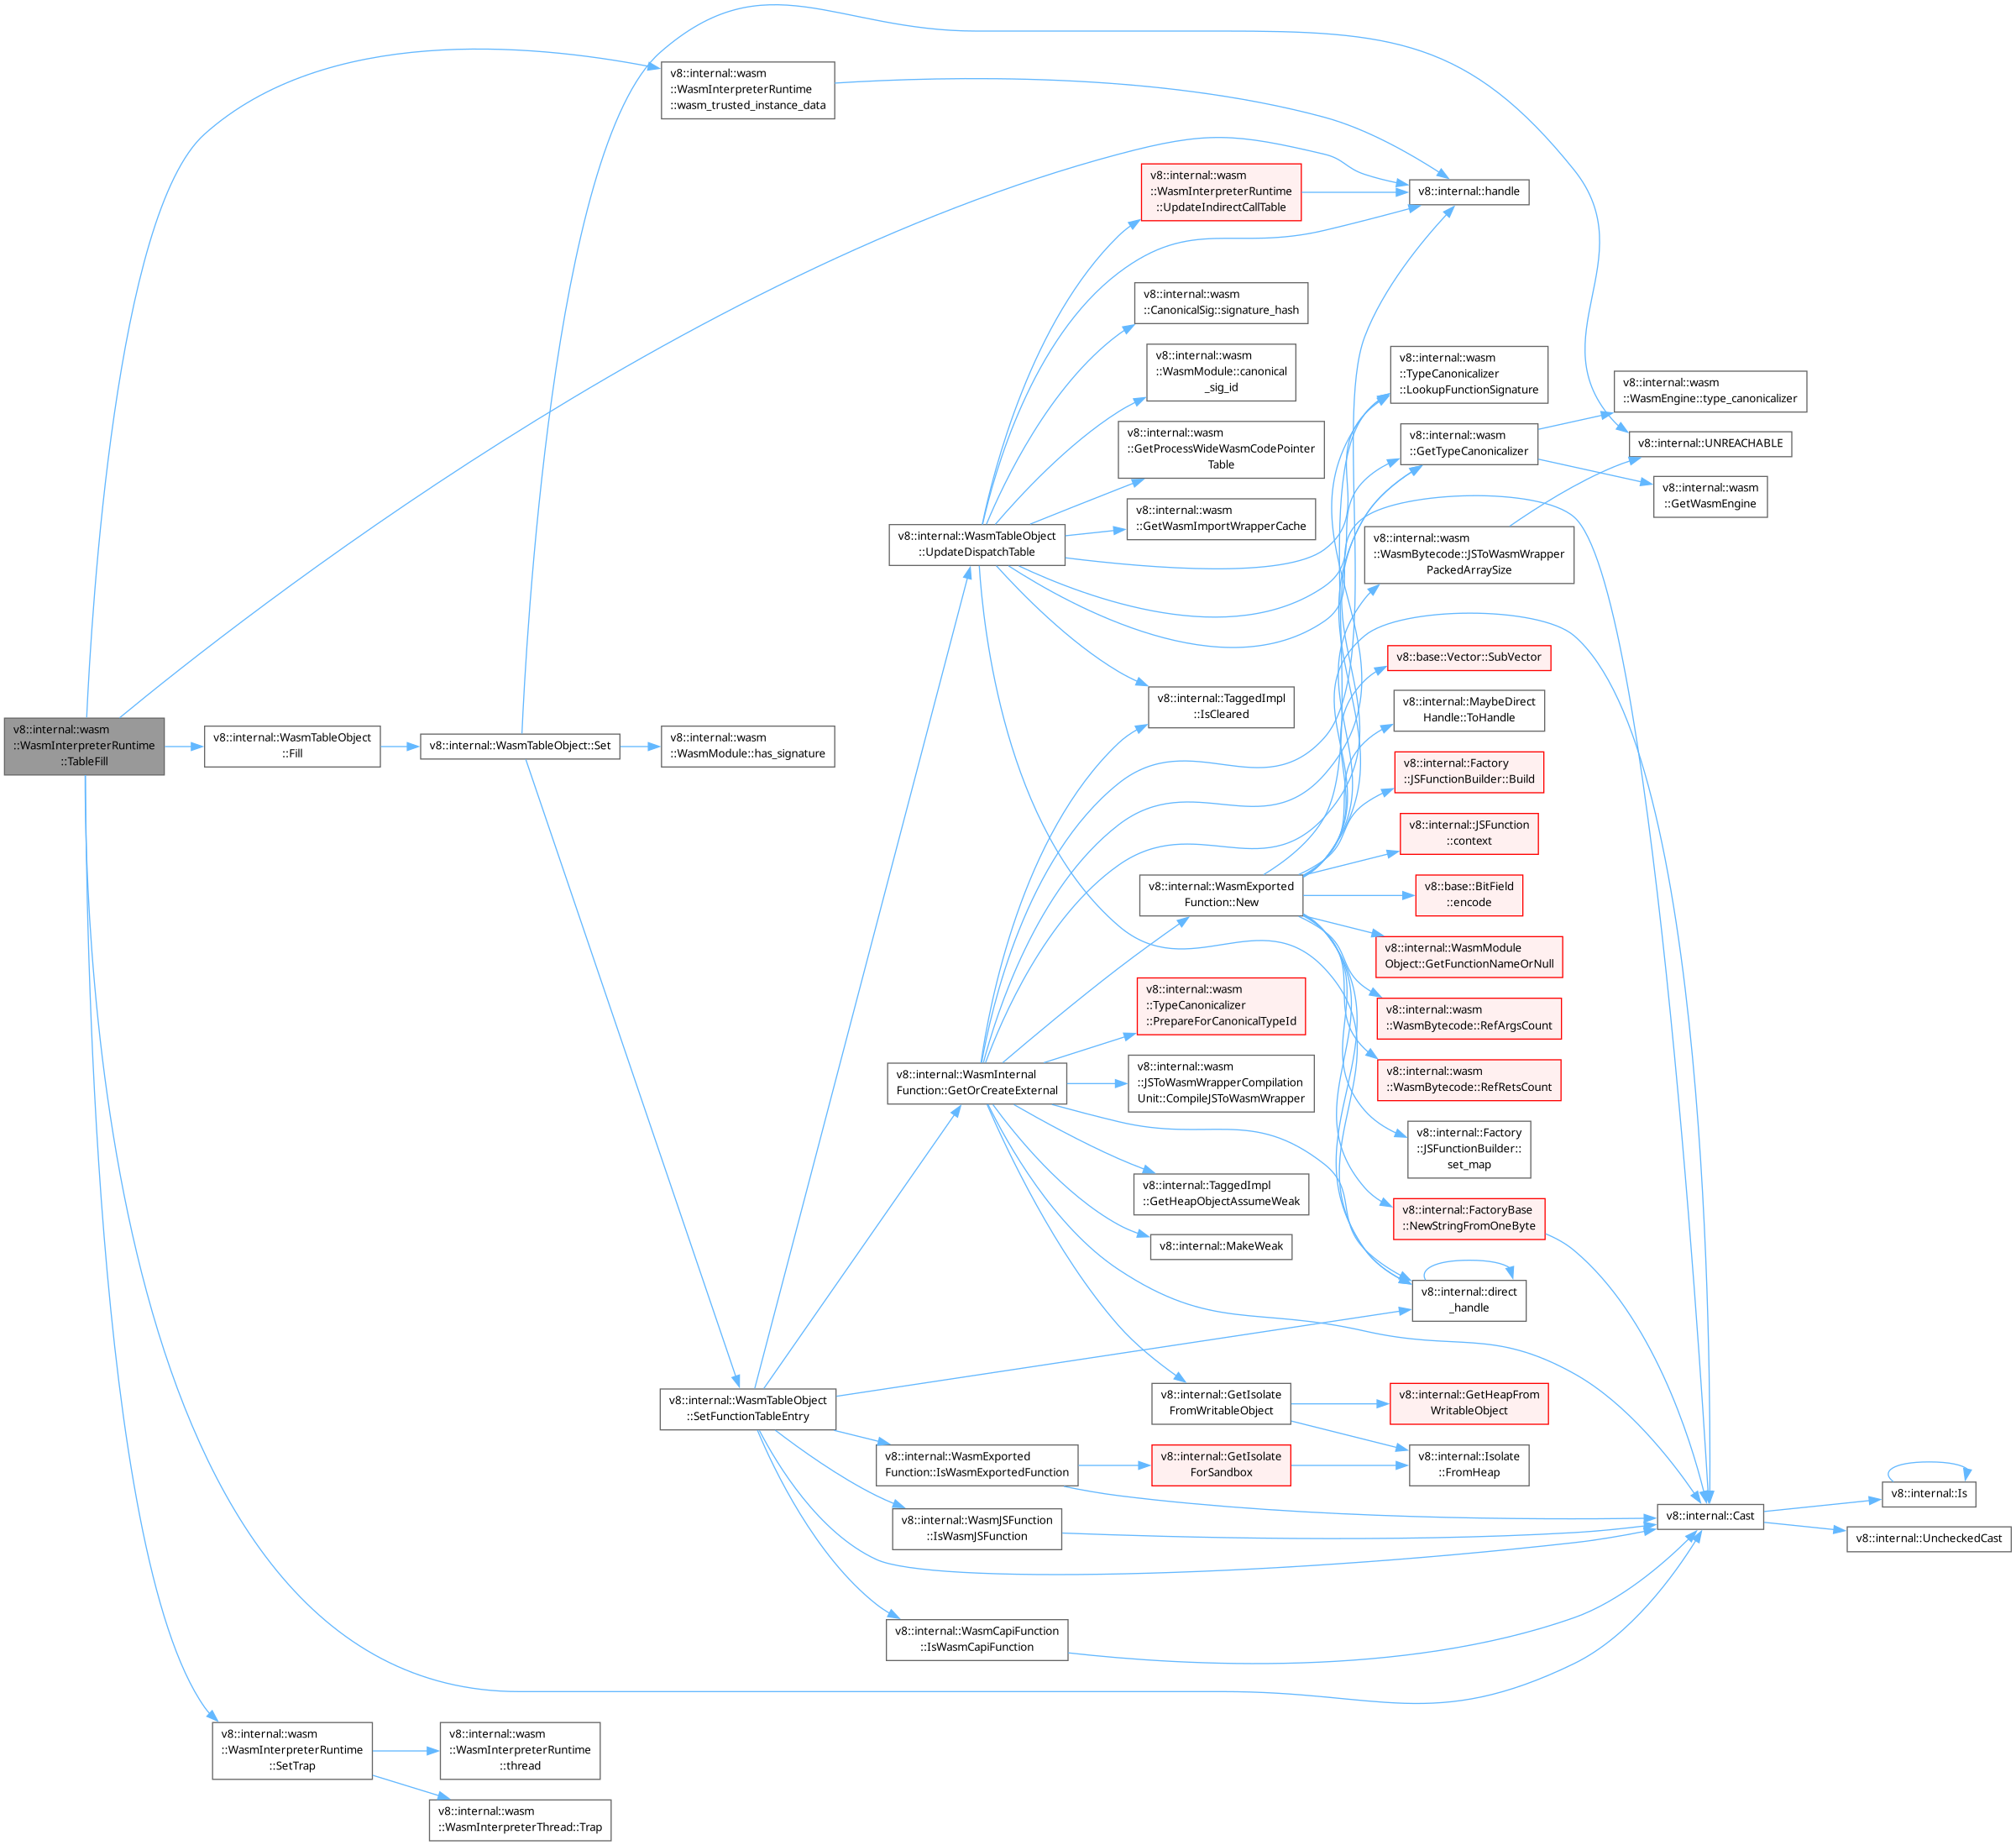 v8::internal::wasm
::WasmInterpreterRuntime
::TableFill
v8::internal::WasmTableObject
::Fill
v8::internal::wasm
::WasmInterpreterRuntime
::SetTrap
v8::internal::WasmTableObject::Set
v8::internal::wasm
::WasmInterpreterRuntime
::thread
v8::internal::wasm
::WasmInterpreterThread::Trap
v8::internal::wasm
::WasmInterpreterRuntime
::wasm_trusted_instance_data
v8::internal::wasm
::WasmModule::has_signature
v8::internal::WasmTableObject
::SetFunctionTableEntry
v8::internal::WasmTableObject
::UpdateDispatchTable
v8::internal::WasmInternal
Function::GetOrCreateExternal
v8::internal::WasmExported
Function::IsWasmExportedFunction
v8::internal::WasmJSFunction
::IsWasmJSFunction
v8::internal::WasmCapiFunction
::IsWasmCapiFunction
v8::internal::wasm
::WasmInterpreterRuntime
::UpdateIndirectCallTable
v8::internal::wasm
::CanonicalSig::signature_hash
v8::internal::wasm
::WasmModule::canonical
_sig_id
v8::internal::wasm
::GetProcessWideWasmCodePointer
Table
v8::internal::wasm
::GetWasmImportWrapperCache
v8::internal::TaggedImpl
::IsCleared
v8::internal::WasmExported
Function::New
v8::internal::wasm
::TypeCanonicalizer
::PrepareForCanonicalTypeId
v8::internal::wasm
::JSToWasmWrapperCompilation
Unit::CompileJSToWasmWrapper
v8::internal::TaggedImpl
::GetHeapObjectAssumeWeak
v8::internal::MakeWeak
v8::internal::GetIsolate
FromWritableObject
v8::internal::GetIsolate
ForSandbox
v8::internal::handle
v8::internal::wasm
::TypeCanonicalizer
::LookupFunctionSignature
v8::internal::wasm
::GetTypeCanonicalizer
v8::internal::wasm
::WasmBytecode::JSToWasmWrapper
PackedArraySize
v8::base::Vector::SubVector
v8::internal::MaybeDirect
Handle::ToHandle
v8::internal::Factory
::JSFunctionBuilder::Build
v8::internal::JSFunction
::context
v8::base::BitField
::encode
v8::internal::WasmModule
Object::GetFunctionNameOrNull
v8::internal::wasm
::WasmBytecode::RefArgsCount
v8::internal::wasm
::WasmBytecode::RefRetsCount
v8::internal::Factory
::JSFunctionBuilder::
set_map
v8::internal::FactoryBase
::NewStringFromOneByte
v8::internal::direct
_handle
v8::internal::GetHeapFrom
WritableObject
v8::internal::Isolate
::FromHeap
v8::internal::wasm
::WasmEngine::type_canonicalizer
v8::internal::UNREACHABLE
v8::internal::wasm
::GetWasmEngine
v8::internal::Cast
v8::internal::Is
v8::internal::UncheckedCast